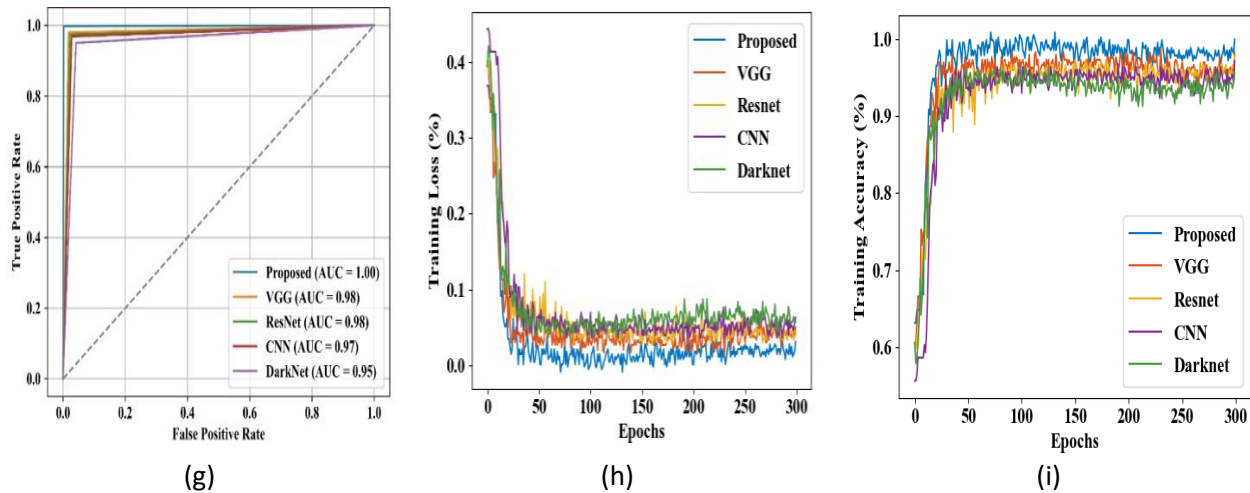 1.0
0.8
0.6
0.4
0.2
0.0
True Positive Rate
0.0 0.2 0.4 0.6 0.8 1.0
False Positive Rate
Proposed (AUC = 1.00)
VGG (AUC = 0.98)
ResNet (AUC = 0.98)
CNN (AUC = 0.97)
DarkNet (AUC = 0.95)
(g)
0.4
0.3
0.2
0.1
0.0
Training Loss (%)
0 50 100 150 200 250 300
Epochs
Proposed
VGG
Resnet
CNN
Darknet
(h)
1.0
0.9
0.8
0.7
0.6
Training Accuracy (%)
0 50 100 150 200 250 300
Epochs
Proposed
VGG
Resnet
CNN
Darknet
(i)